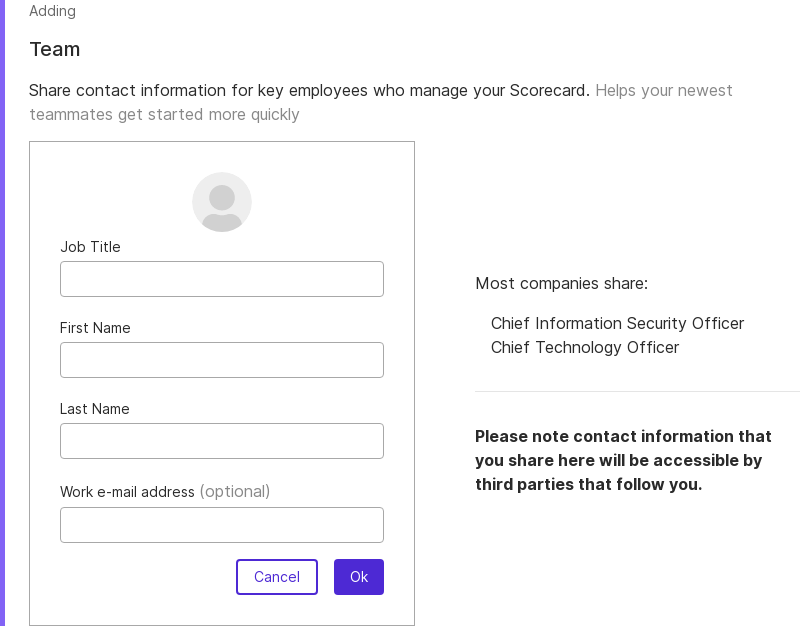 Adding
Team
Share contact information for key employees who manage your Scorecard. Helps your newest
teammates get started more quickly
Job Title
First Name
Last Name
Work e-mail address (optional)
Cancel
Ok
Most companies share:
Chief Information Security Officer
Chief Technology Officer
Please note contact information that
you share here will be accessible by
third parties that follow you.